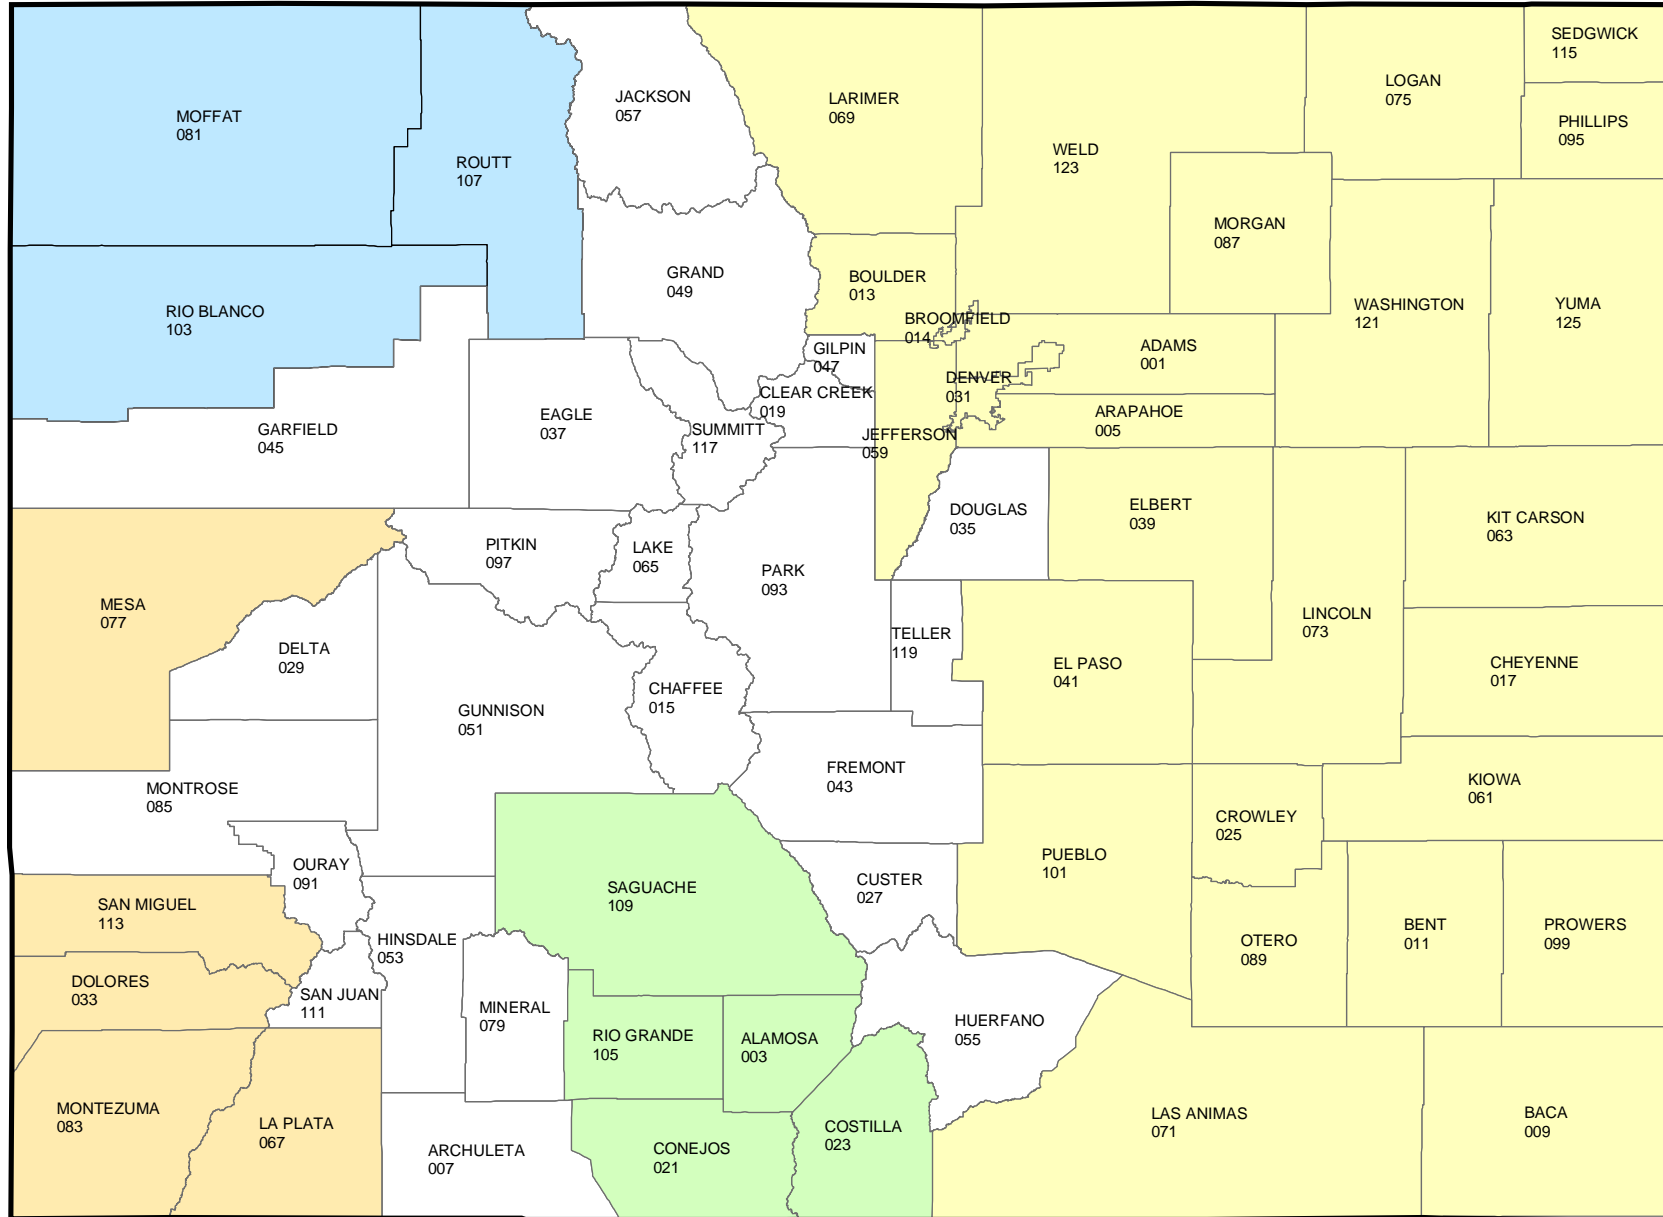 SEDGWICK
115
LOGAN
075
JACKSON
057
LARIMER
069
MOFFAT
081
PHILLIPS
095
WELD
123
ROUTT
107
MORGAN
087
GRAND
049
BOULDER
013
RIO BLANCO
103
WASHINGTON
121
YUMA
125
BROOMFIELD
014
GILPIN
047
ADAMS
001
DENVER
031
CLEAR CREEK
019
EAGLE
037
ARAPAHOE
005
GARFIELD
045
SUMMITT
117
JEFFERSON
059
DOUGLAS
035
ELBERT
039
KIT CARSON
063
PITKIN
097
LAKE
065
PARK
093
MESA
077
LINCOLN
073
TELLER
119
DELTA
029
EL PASO
041
CHEYENNE
017
CHAFFEE
015
GUNNISON
051
FREMONT
043
KIOWA
061
MONTROSE
085
CROWLEY
025
PUEBLO
101
OURAY
091
SAGUACHE
109
CUSTER
027
SAN MIGUEL
113
BENT
011
PROWERS
099
HINSDALE
053
OTERO
089
DOLORES
033
SAN JUAN
111
MINERAL
079
HUERFANO
055
RIO GRANDE
105
ALAMOSA
003
MONTEZUMA
083
LAS ANIMAS
071
BACA
009
LA PLATA
067
COSTILLA
023
ARCHULETA
007
CONEJOS
021